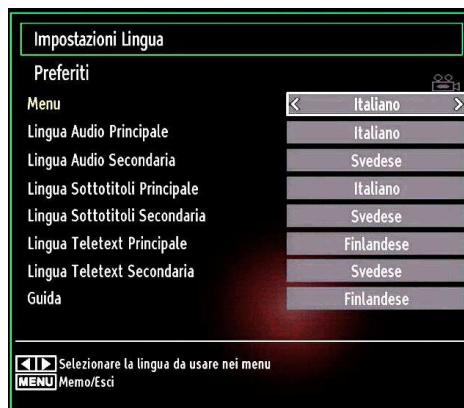 Impostazioni Lingua
Preferiti
Menu < Italiano >
Lingua Audio Principale Italiano
Lingua Audio Secondaria Svedese
Lingua Sottotitoli Principale Italiano
Lingua Sottotitoli Secondaria Svedese
Lingua Teletext Principale Finlandese
Lingua Teletext Secondaria Svedese
Guida Finlandese
Selezionare la lingua da usare nei menu
MENU Memo/Esci